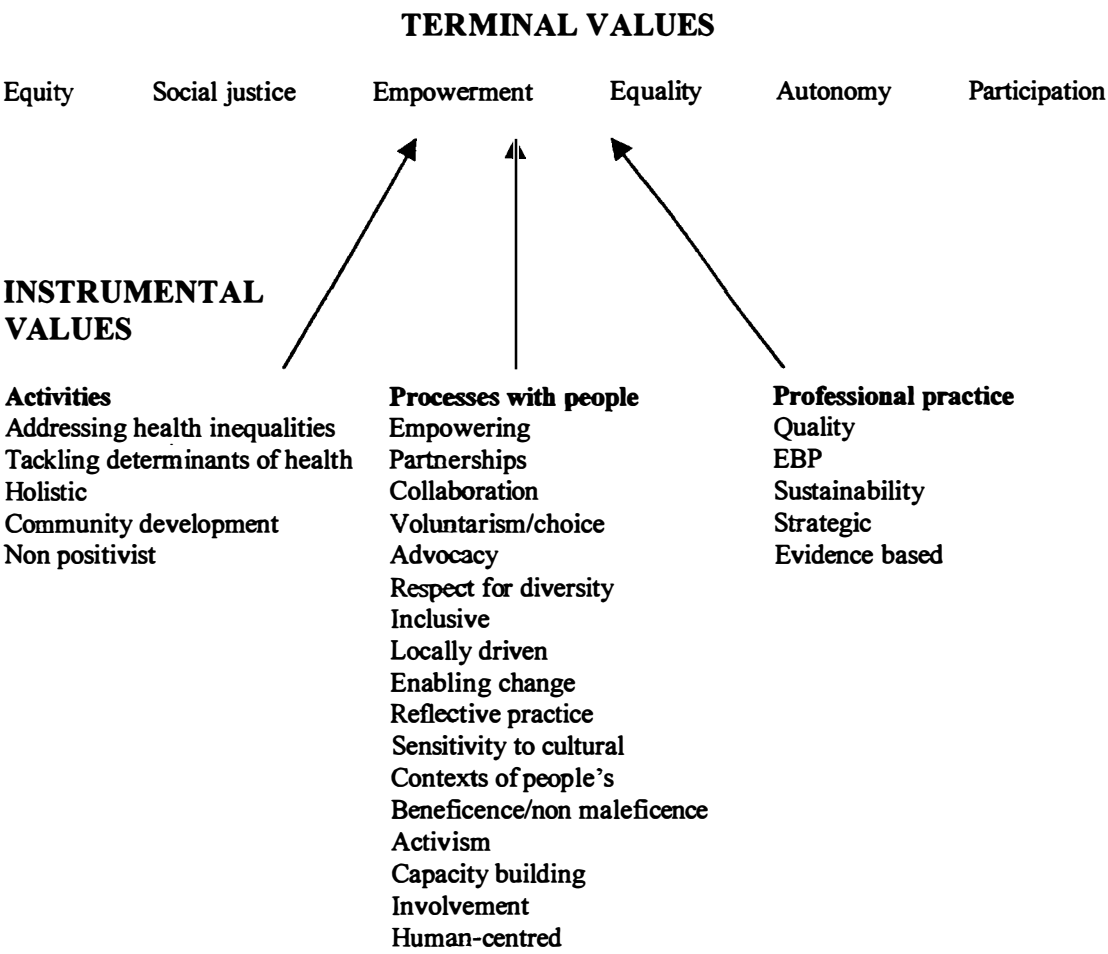 TERMINAL VALUES
Equity Social justice Empowerment Equality Autonomy Participation
INSTRUMENTAL
VALUES
Activities
Addressing health inequalities
Tackling determinants of health
Holistic
Community development
Non positivist
Processes with people
Empowering
Partnerships
Collaboration
Voluntarism/choice
Advocacy
Respect for diversity
Inclusive
Locally driven
Enabling change
Reflective practice
Sensitivity to cultural
Contexts of people's
Beneficence/non maleficence
Activism
Capacity building
Involvement
Human-centred
Professional practice
Quality
EBP
Sustainability
Strategic
Evidence based